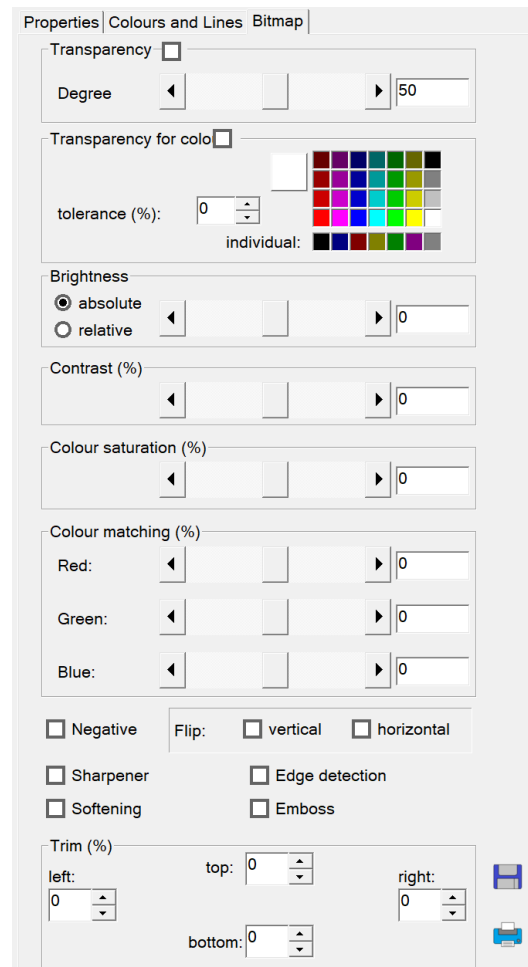 Properties Colours and Lines Bitmap
Transparency
Degree 50
Transparency for colo
tolerance (%): 0
individual:
Brightness
absolute
relative
0
Contrast (%)
0
Colour saturation (%)
0
Colour matching (%)
Red: 0
Green: 0
Blue: 0
Negative Flip: vertical horizontal
Sharpener Edge detection
Softening Emboss
Trim (%)
top: 0
left: right:
0 0
bottom: 0